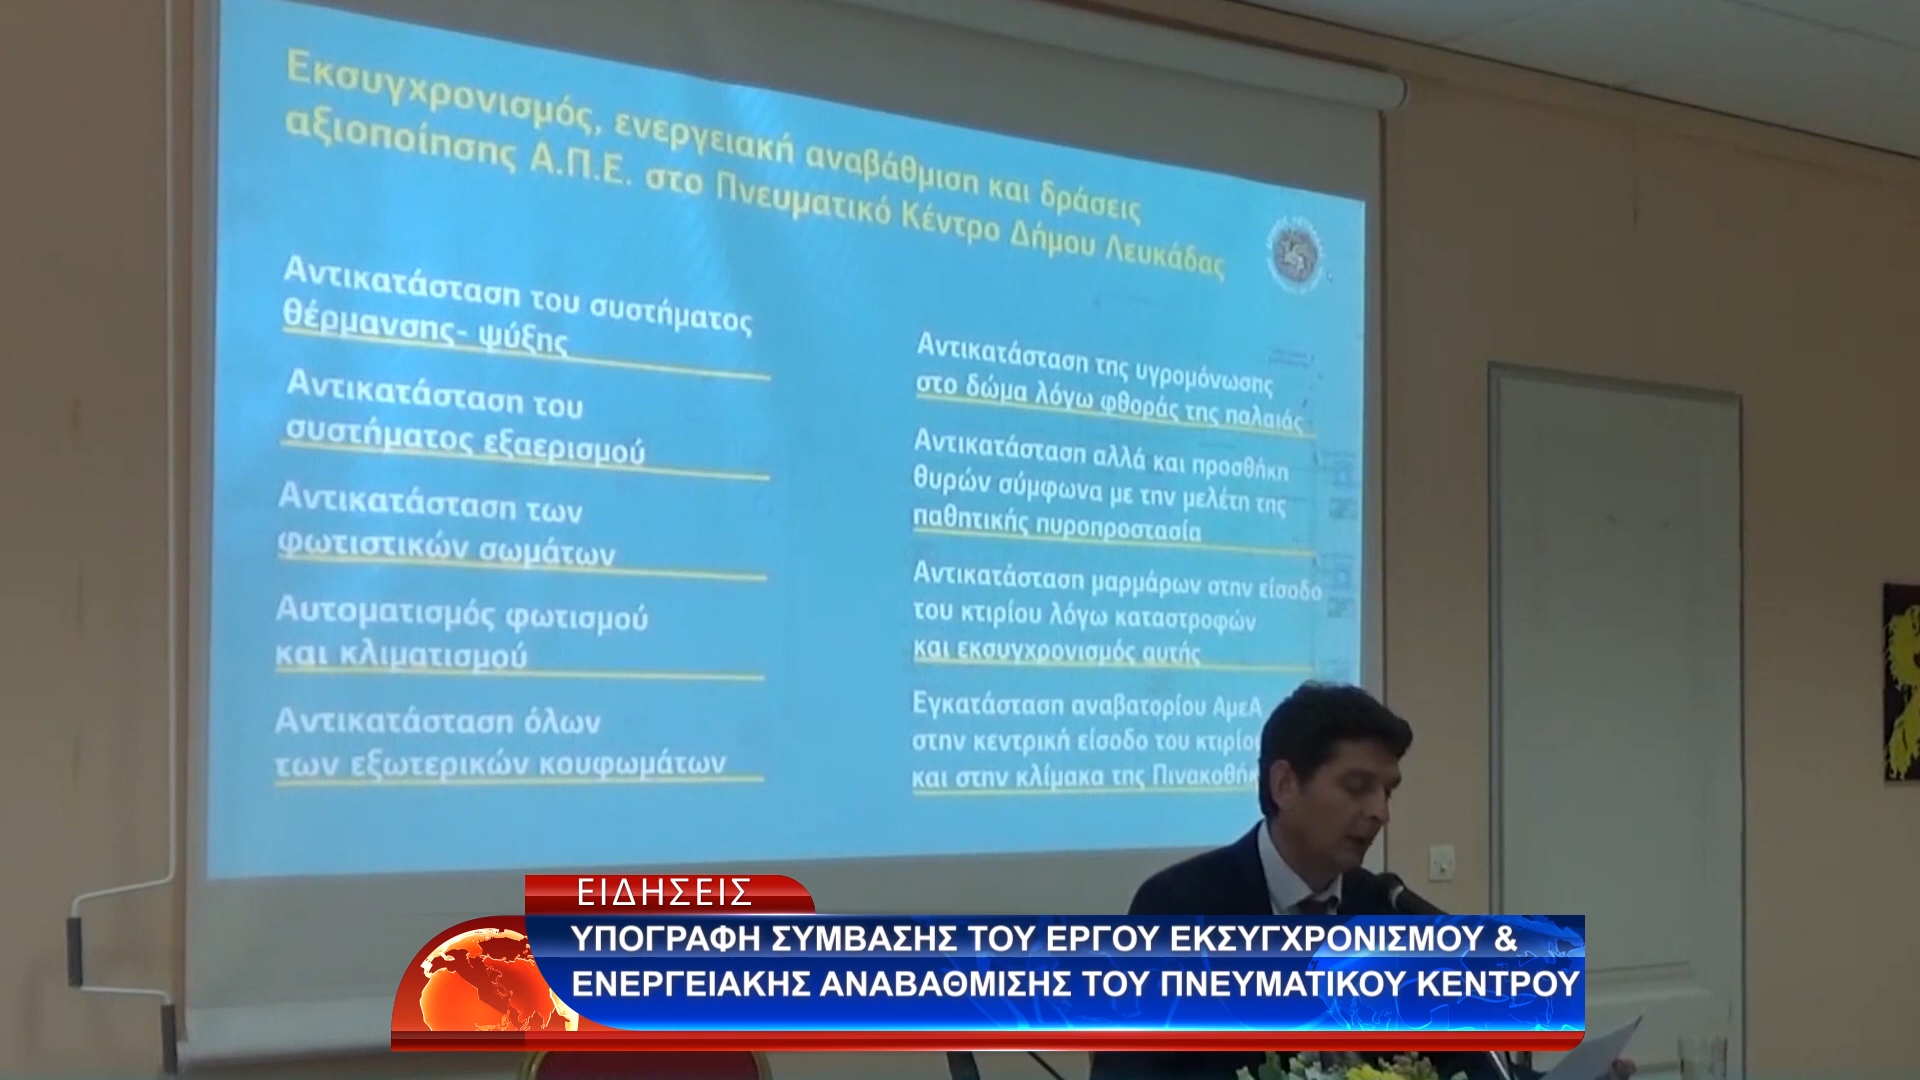 Εκσυγχρονισμός, ενεργειακή αναβάθμιση και δράσεις
αξιοποίησης Α.Π.Ε. στο Πνευματικό Κέντρο Δήμου Λευκάδας
Αντικατάσταση του συστήματος
θέρμανσης- ψύξης
Αντικατάσταση του
συστήματος εξαερισμού
Αντικατάσταση των
φωτιστικών σωμάτων
Αυτοματισμός φωτισμού
και κλιματισμού
Αντικατάσταση όλων
των εξωτερικών κουφωμάτων
Αντικατάσταση της υγρομόνωσης
στο δώμα λόγω φθοράς της παλαιάς
Αντικατάσταση αλλά και προσθήκη
θυρών σύμφωνα με την μελέτη της
παθητικής πυροπροστασία
Αντικατάσταση μαρμάρων στην είσοδο
του κτιρίου λόγω καταστροφών
και εκσυγχρονισμός αυτής
Εγκατάσταση αναβατορίου ΑμεΑ
στην κεντρική είσοδο του
και στην κλίμακα της
ΕΙΔΗΣΕΙΣ
ΥΠΟΓΡΑΦΗ ΣΥΜΒΑΣΗΣ ΤΟΥ ΕΡΓΟΥ ΕΚΣΥΓΧΡΟΝΙΣΜΟΥ &
ΕΝΕΡΓΕΙΑΚΗΣ ΑΝΑΒΑΘΜΙΣΗΣ ΤΟΥ ΠΝΕΥΜΑΤΙΚΟΥ ΚΕΝΤΡΟΥ